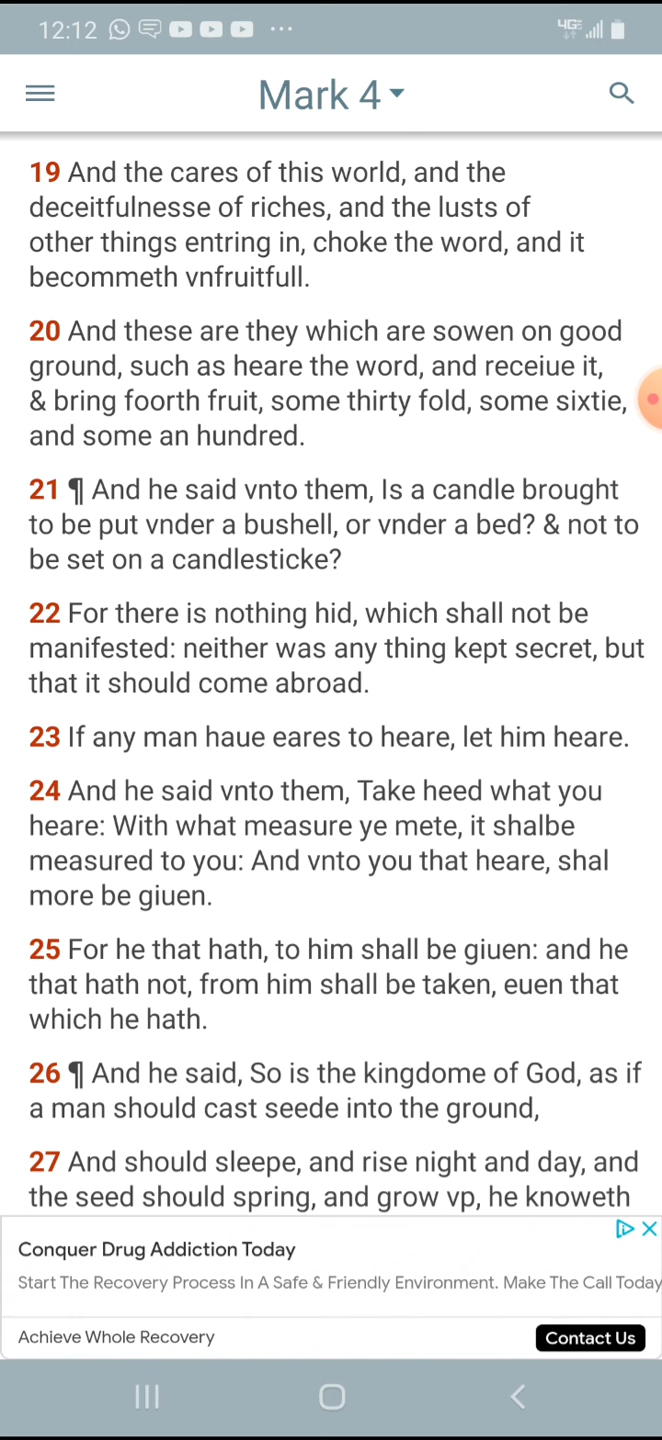 12:12
4GE
Mark 4
19 And the cares of this world, and the
deceitfulnesse of riches, and the lusts of
other things entring in, choke the word, and it
becommeth vnfruitfull.
20 And these are they which are sowen on good
ground, such as heare the word, and receiue it,
& bring foorth fruit, some thirty fold, some sixtie,
and some an hundred.
21 ¶ And he said vnto them, Is a candle brought
to be put vnder a bushell, or vnder a bed? & not to
be set on a candlesticke?
22 For there is nothing hid, which shall not be
manifested: neither was any thing kept secret, but
that it should come abroad.
23 If any man haue eares to heare, let him heare.
24 And he said vnto them, Take heed what you
heare: With what measure ye mete, it shalbe
measured to you: And vnto you that heare, shal
more be giuen.
25 For he that hath, to him shall be giuen: and he
that hath not, from him shall be taken, euen that
which he hath.
26 ¶ And he said, So is the kingdome of God, as if
a man should cast seede into the ground,
27 And should sleepe, and rise night and day, and
the seed should spring, and grow vp, he knoweth
Conquer Drug Addiction Today
Start The Recovery Process In A Safe & Friendly Environment. Make The Call Today
Achieve Whole Recovery
Contact Us